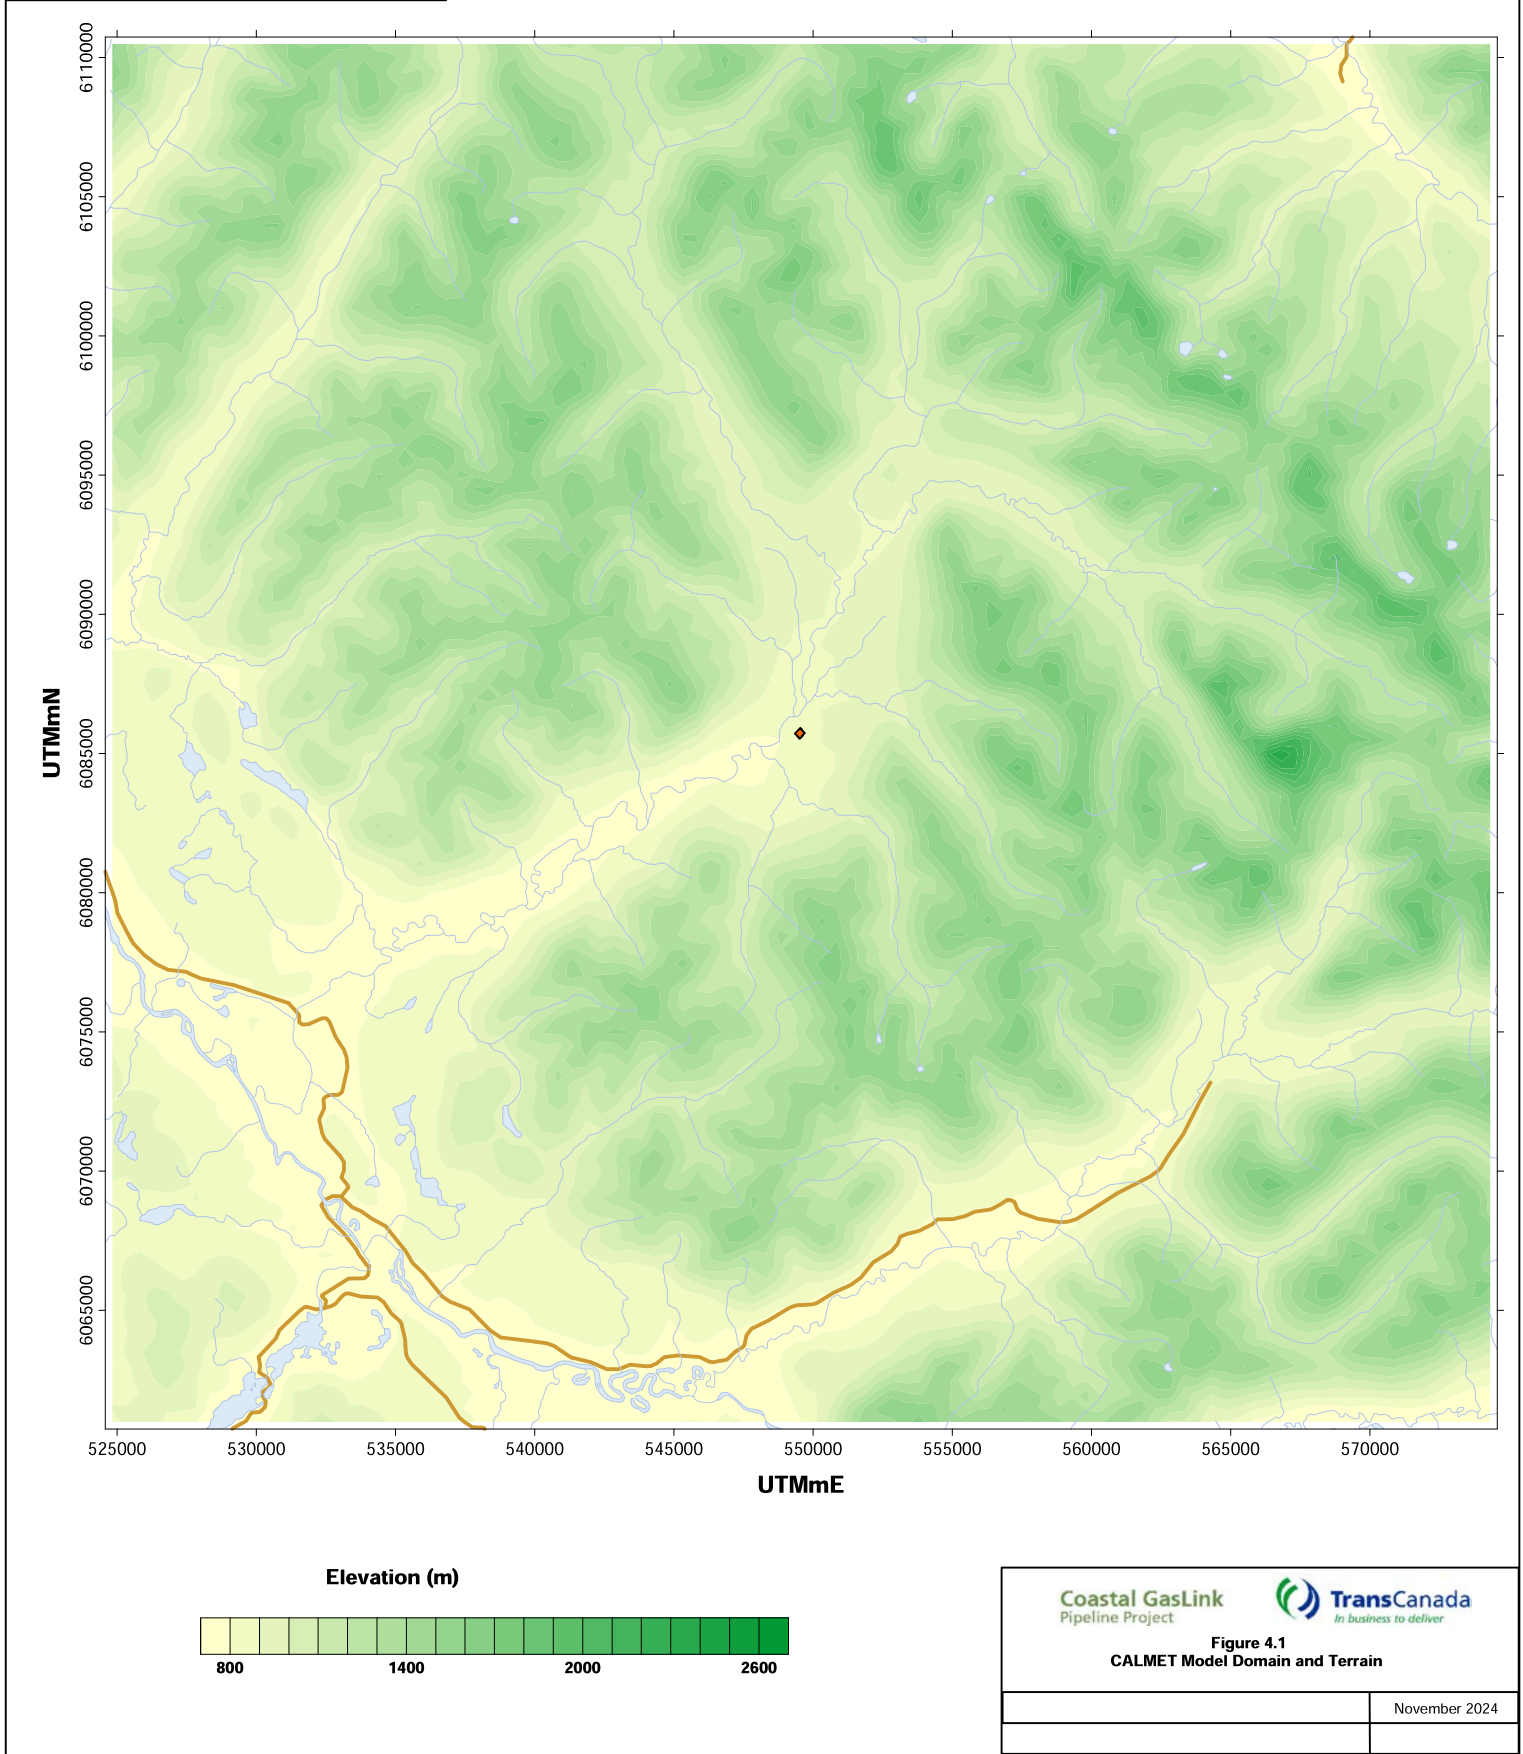 6110000
6105000
6100000
6095000
6090000
6085000
6080000
6075000
6070000
6065000
UTMmN
525000 530000 535000 540000 545000 550000 555000 560000 565000 570000
UTMmE
Elevation (m)
800 1400 2000 2600
Coastal GasLink
Pipeline Project
TransCanada
In business to deliver
Figure 4.1
CALMET Model Domain and Terrain
November 2024